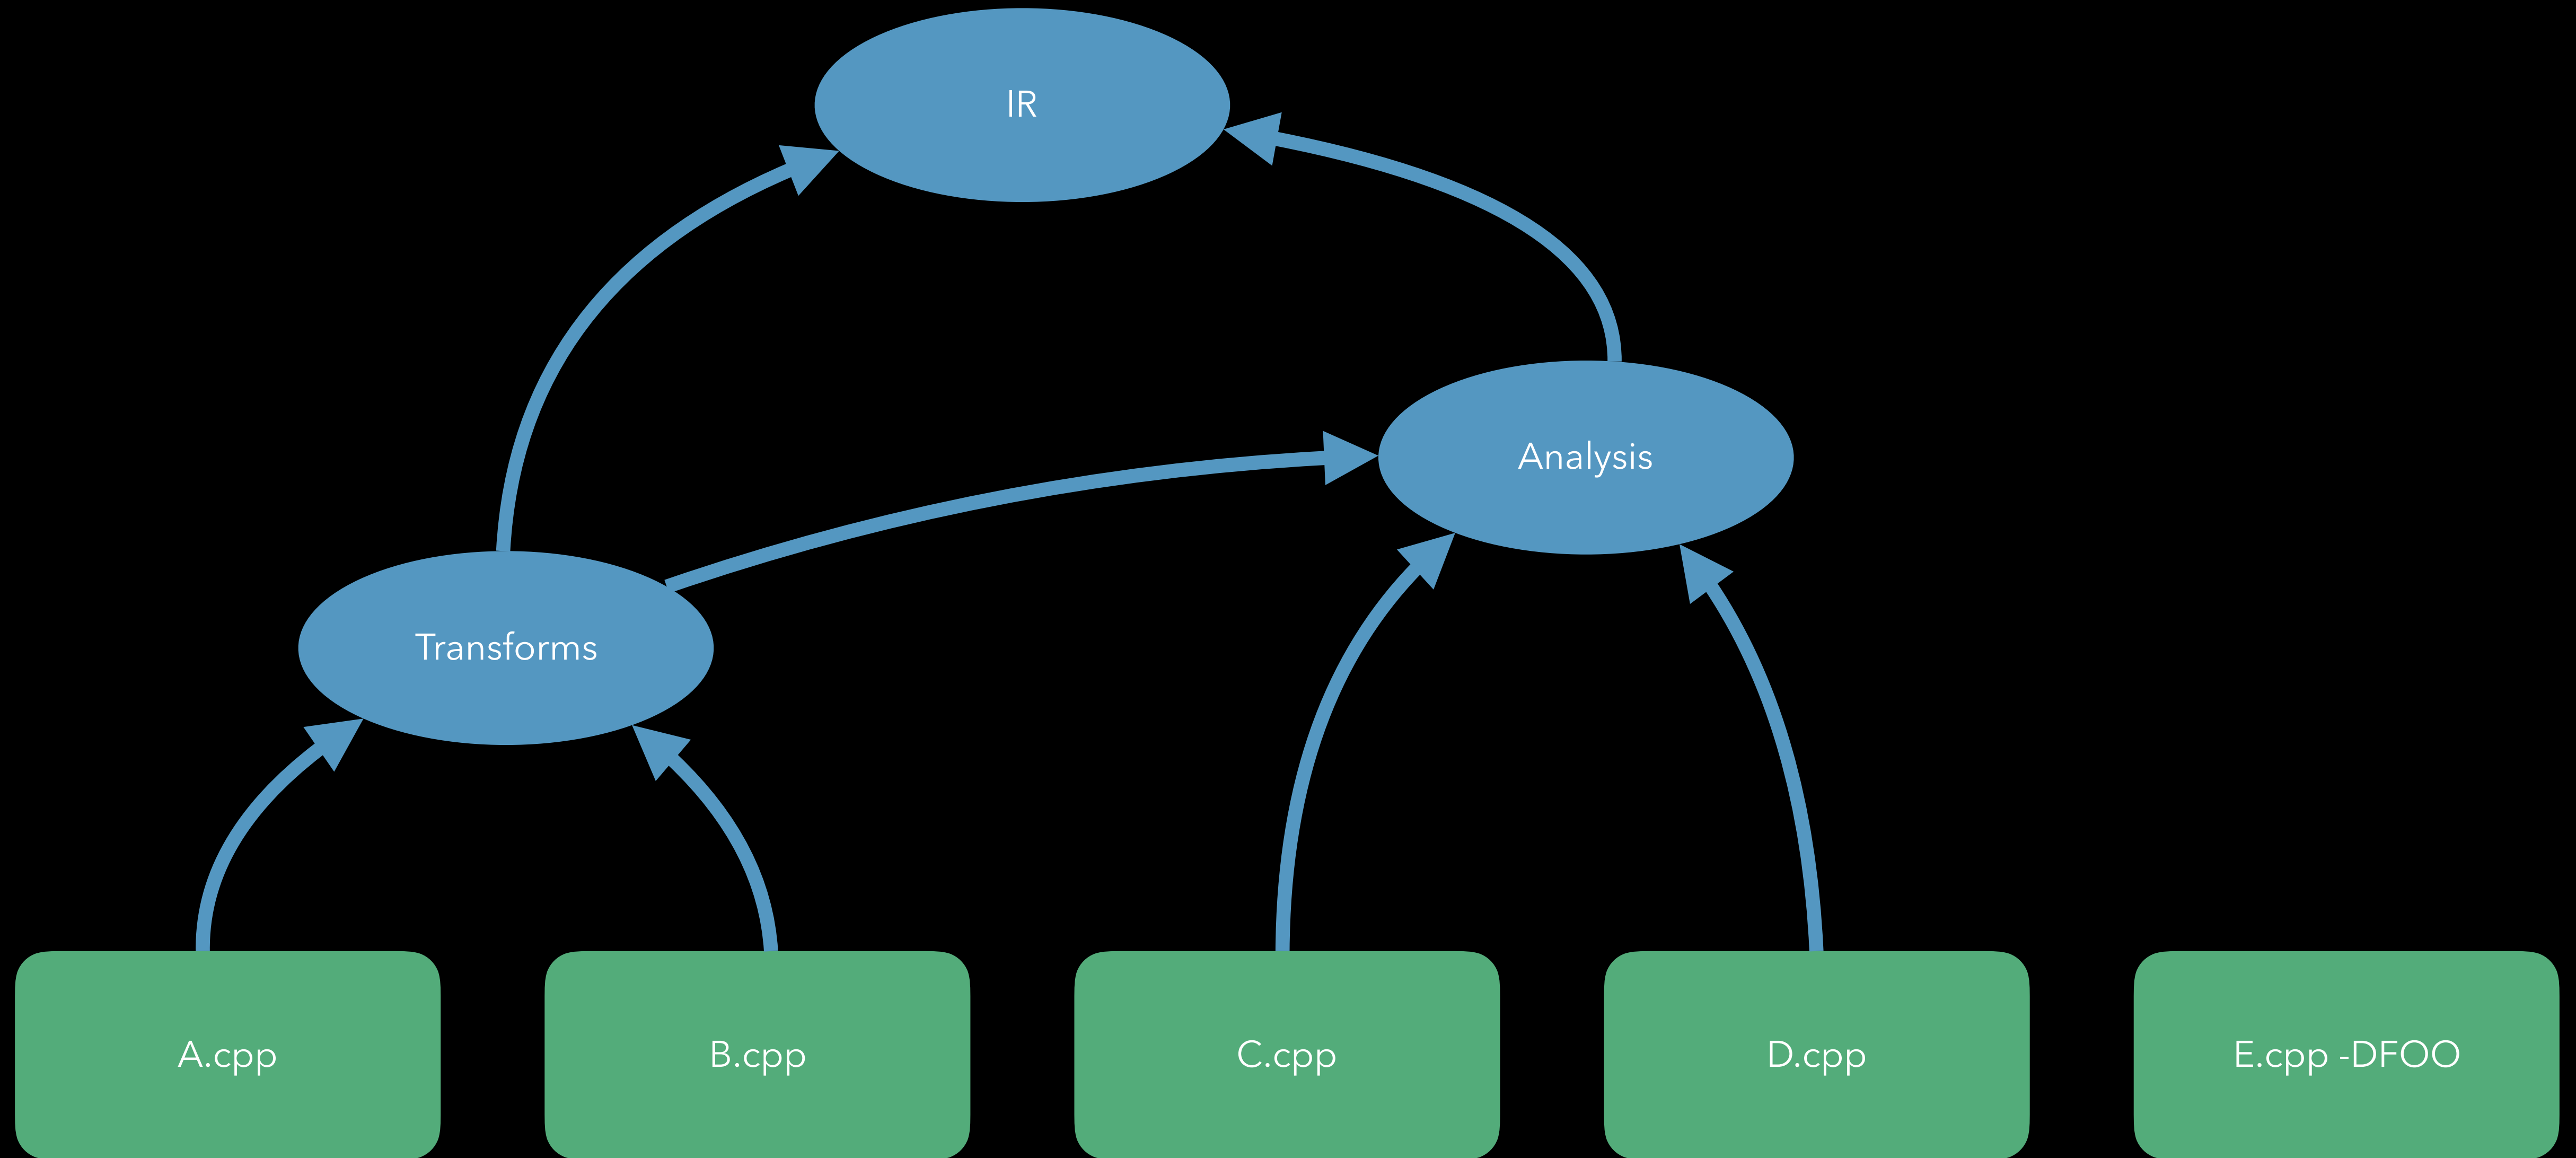 IR
Analysis
Transforms
A.cpp
B.cpp
C.cpp
D.cpp
E.cpp -DFOO